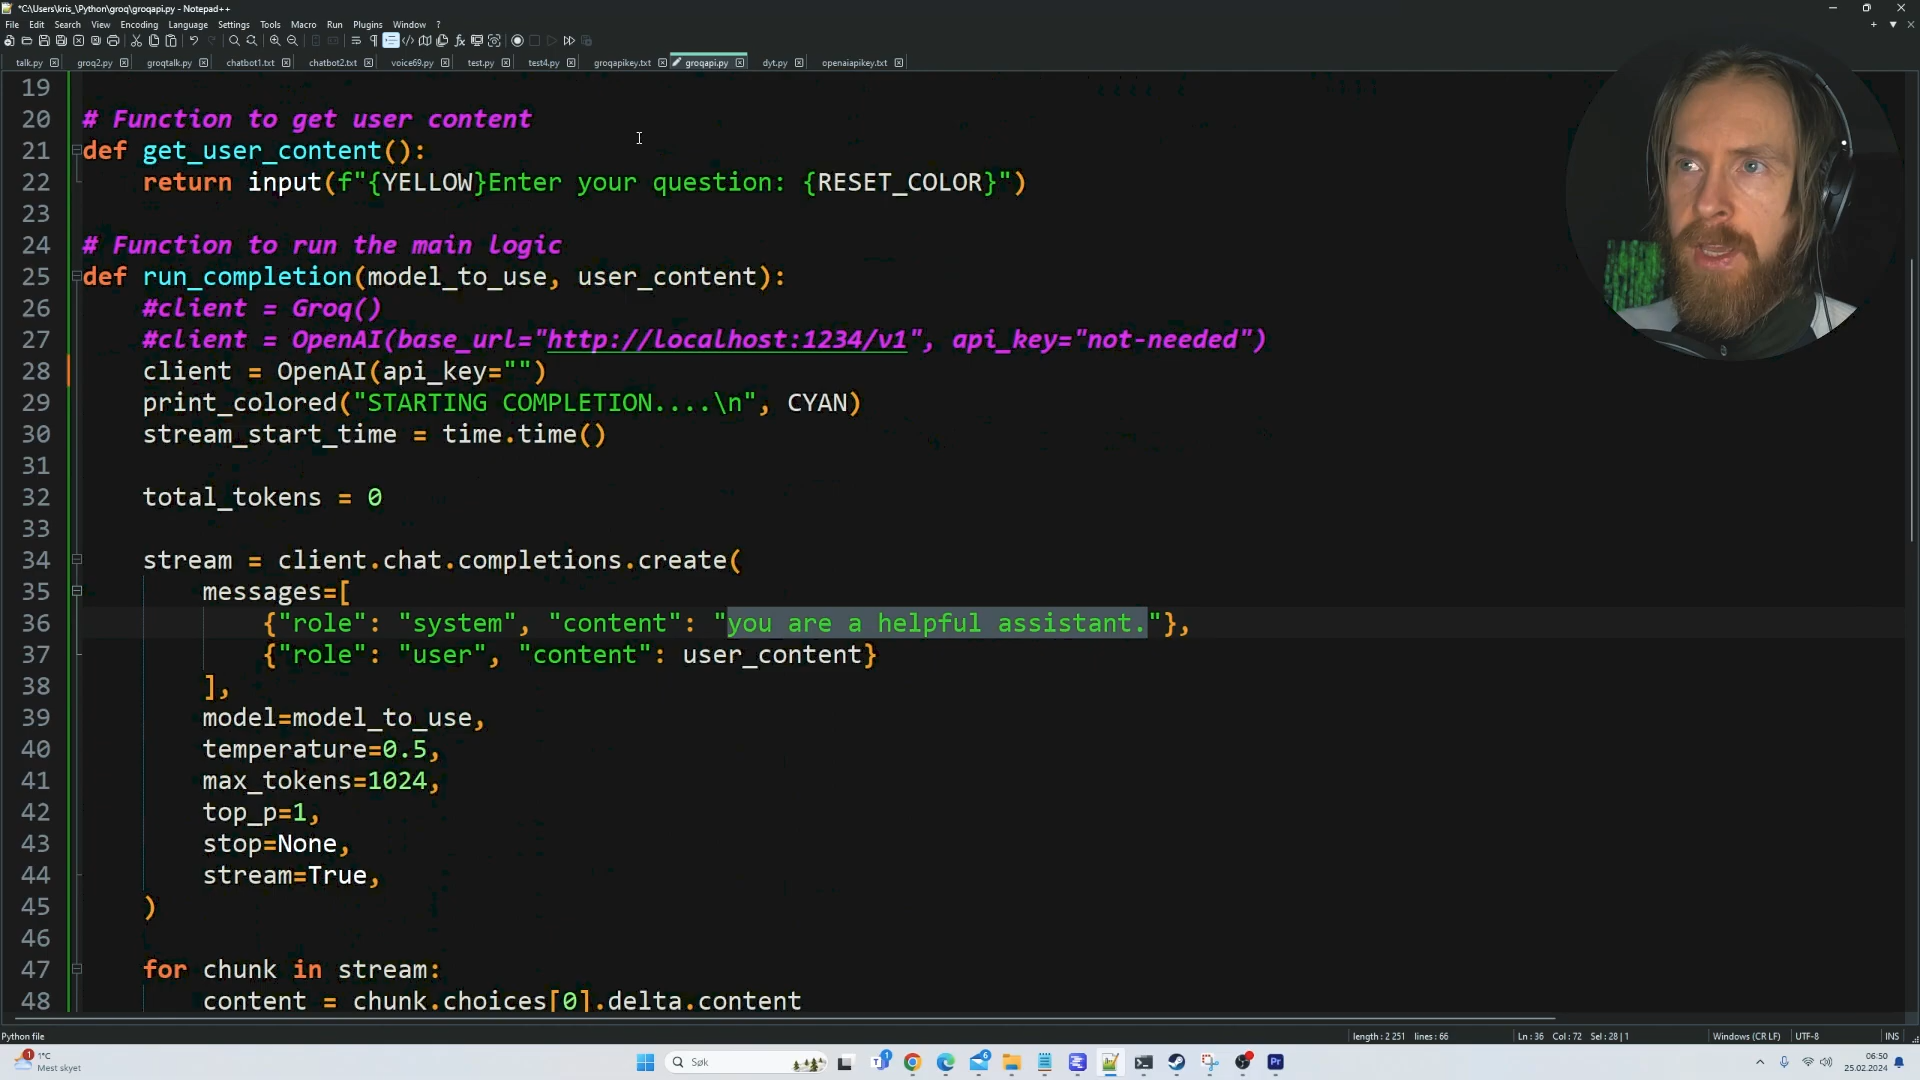 *C:\Users\kris_\Python\groq\groqapi.py - Notepad++
File Edit Search View Encoding Language Settings Tools Macro Run Plugins Window ?
talk.py groq2.py groqtalk.py chatbot1.txt chatbot2.txt voice69.py test.py test4.py groqapikey.txt groqapi.py dyt.py openaiapikey.txt
19
20 # Function to get user content
21 def get_user_content():
22 return input(f"{YELLOW}Enter your question: {RESET_COLOR}")
23
24 # Function to run the main logic
25 def run_completion(model_to_use, user_content):
26 #client = Groq()
27 #client = OpenAI(base_url="http://localhost:1234/v1", api_key="not-needed")
28 client = OpenAI(api_key="")
29 print_colored("STARTING COMPLETION....\n", CYAN)
30 stream_start_time = time.time()
31
32 total_tokens = 0
33
34 stream = client.chat.completions.create(
35 messages=[
36 {"role": "system", "content": "you are a helpful assistant."},
37 {"role": "user", "content": user_content}
38 ],
39 model=model_to_use,
40 temperature=0.5,
41 max_tokens=1024,
42 top_p=1,
43 stop=None,
44 stream=True,
45 )
46
47 for chunk in stream:
48 content = chunk.choices[0].delta.content
Python file length : 2 251 lines : 66 Ln : 36 Col : 72 Sel : 28 | 1 Windows (CR LF) UTF-8 INS
1°C
Mest skyet
Søk
06:50
25.02.2024